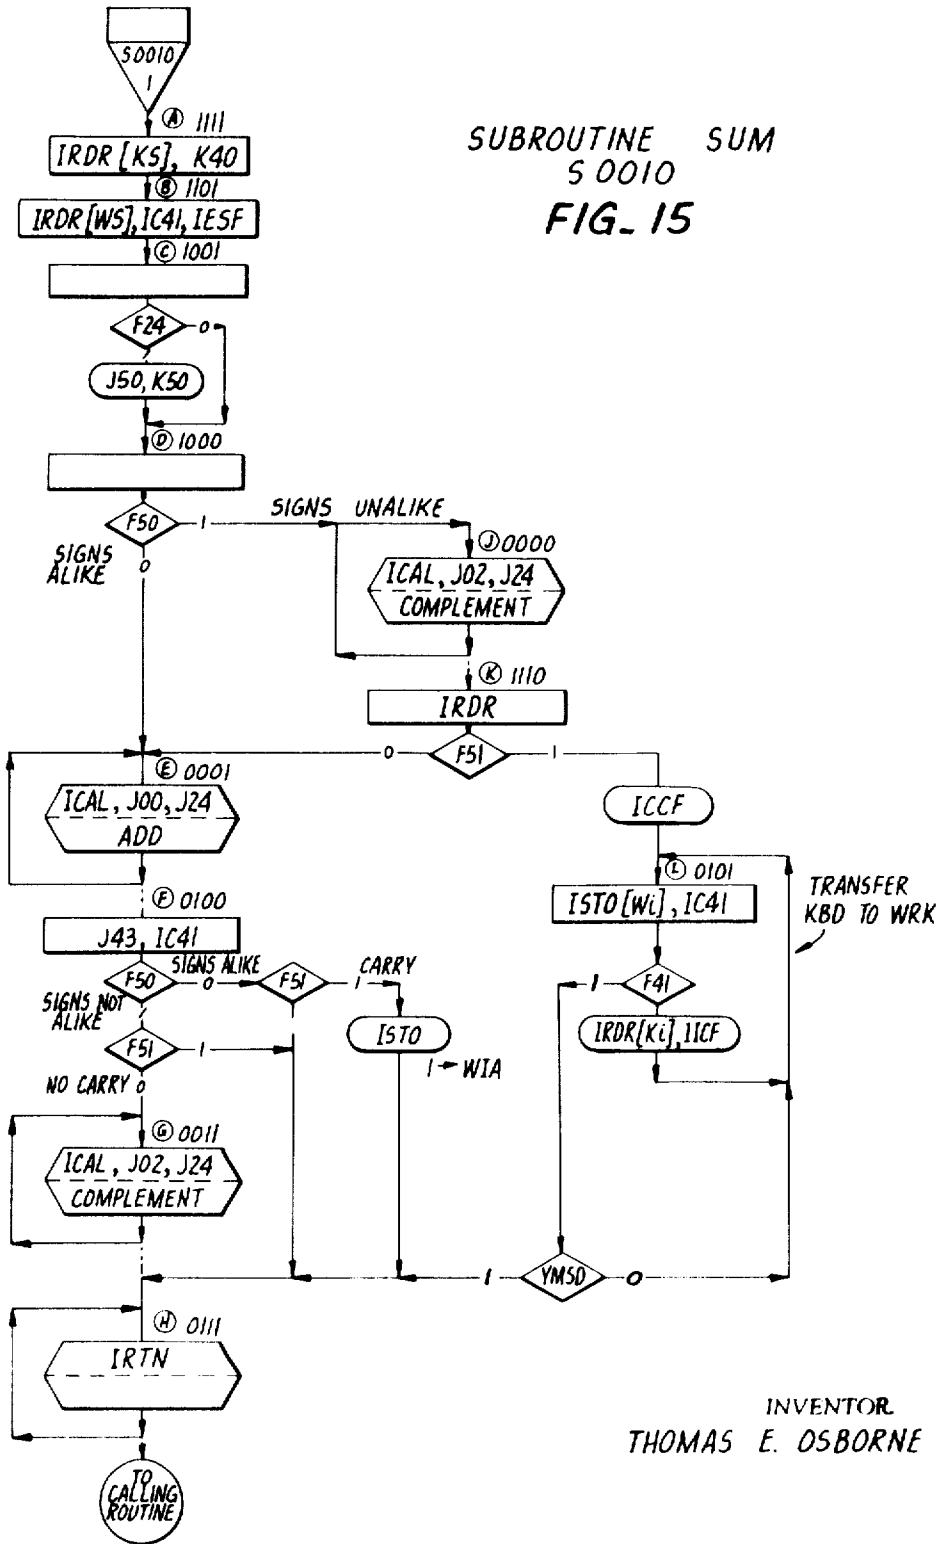 S0010
1
A 1111
IRDR [KS], K40
B 1101
IRDR [WS], IC41, IESF
C 1001
F24
0
1
J50, K50
D 1000
F50
1
SIGNS UNALIKE
SIGNS
ALIKE
0
J 0000
ICAL, J02, J24
COMPLEMENT
K 1110
IRDR
F51
0
1
E 0001
ICAL, J00, J24
ADD
ICCF
L 0101
ISTO [Wi], IC41
TRANSFER
KBD TO WRK
F 0100
J43, IC41
F50
0
SIGNS ALIKE
F51
1
CARRY
F41
1
SIGNS NOT
ALIKE
1
ISTO
1 → WIA
IRDR[Ki], IICF
F51
1
NO CARRY 0
G 0011
ICAL, J02, J24
COMPLEMENT
YMSD
1
0
H 0111
IRTN
TO
CALLING
ROUTINE
SUBROUTINE SUM
S 0010
FIG_ 15
INVENTOR
THOMAS E. OSBORNE